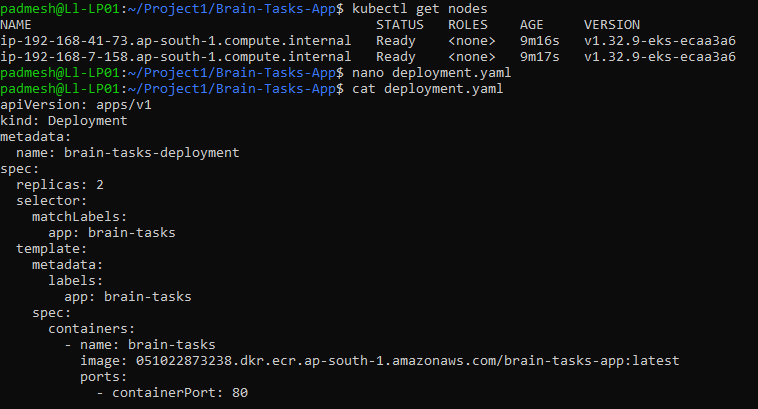 padmesh@Ll-LP01:~/Project1/Brain-Tasks-App$ kubectl get nodes
NAME                                           STATUS   ROLES    AGE     VERSION
ip-192-168-41-73.ap-south-1.compute.internal   Ready    <none>   9m16s   v1.32.9-eks-ecaa3a6
ip-192-168-7-158.ap-south-1.compute.internal   Ready    <none>   9m17s   v1.32.9-eks-ecaa3a6
padmesh@Ll-LP01:~/Project1/Brain-Tasks-App$ nano deployment.yaml
padmesh@Ll-LP01:~/Project1/Brain-Tasks-App$ cat deployment.yaml
apiVersion: apps/v1
kind: Deployment
metadata:
  name: brain-tasks-deployment
spec:
  replicas: 2
  selector:
    matchLabels:
      app: brain-tasks
  template:
    metadata:
      labels:
        app: brain-tasks
    spec:
      containers:
        - name: brain-tasks
          image: 051022873238.dkr.ecr.ap-south-1.amazonaws.com/brain-tasks-app:latest
          ports:
            - containerPort: 80